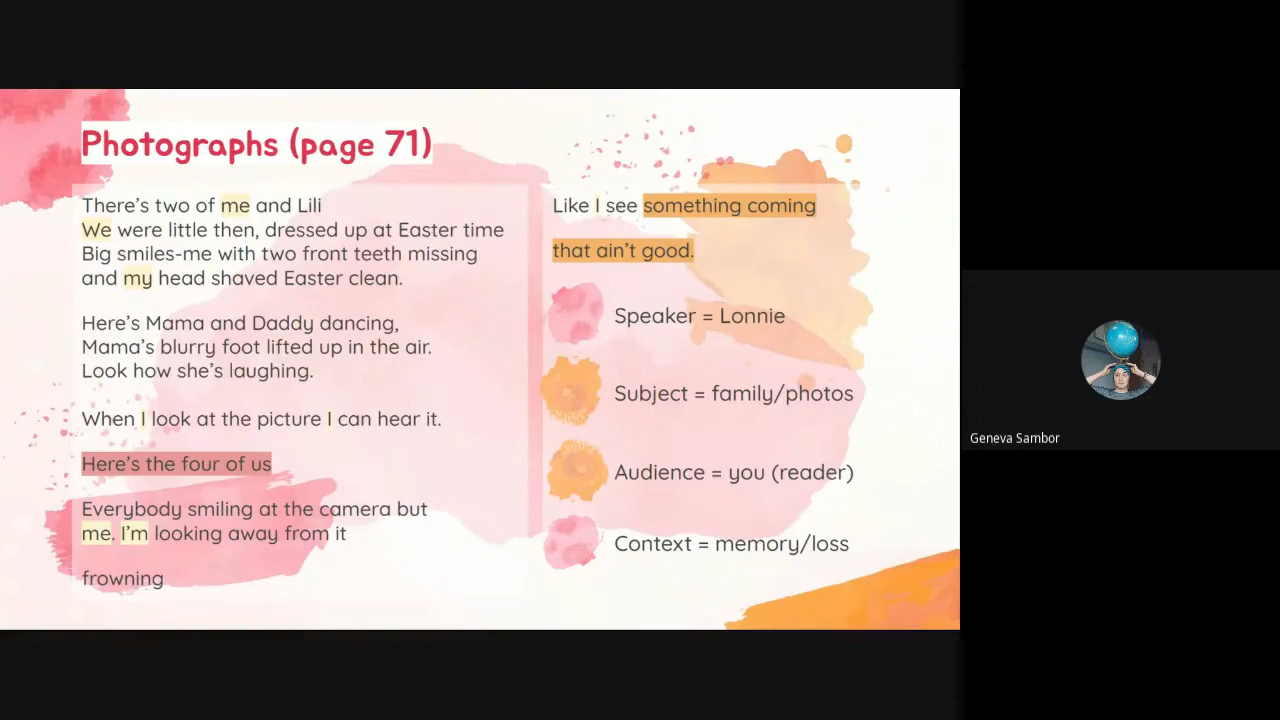 Photographs (page 71)
There's two of me and Lili
We were little then, dressed up at Easter time
Big smiles-me with two front teeth missing
and my head shaved Easter clean.
Here's Mama and Daddy dancing,
Mama's blurry foot lifted up in the air.
Look how she's laughing.
When I look at the picture I can hear it.
Here's the four of us
Everybody smiling at the camera but
me. I'm looking away from it
frowning
Like I see something coming
that ain't good.
Speaker = Lonnie
Subject = family/photos
Audience = you (reader)
Context = memory/loss
Geneva Sambor